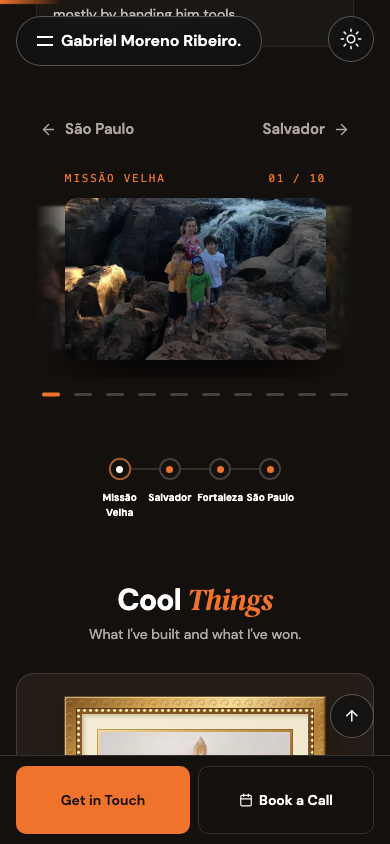 mostly by handing him tools.
Gabriel Moreno Ribeiro.
São Paulo
Salvador
MISSÃO VELHA
01 / 10
Missão Velha
Salvador
Fortaleza
São Paulo
Cool Things
What I've built and what I've won.
Get in Touch
Book a Call